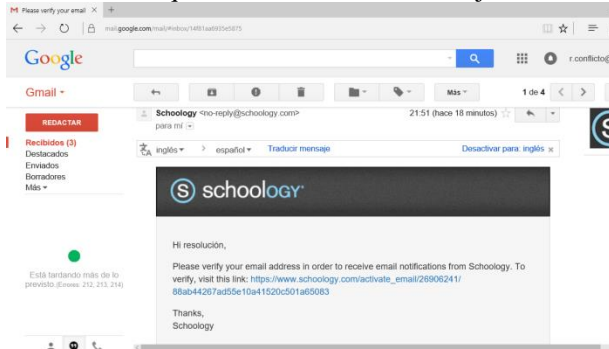 Please verify your email
mail.google.com/mail/#inbox/14f81aa6935e5875
Google
r.conflicto@
Gmail
Más
1 de 4
REDACTAR
Recibidos (3)
Destacados
Enviados
Borradores
Más
Schoology <no-reply@schoology.com>
21:51 (hace 18 minutos)
para mí
inglés
español
Traducir mensaje
Desactivar para: inglés
S schoology
Hi resolución,
Please verify your email address in order to receive email notifications from Schoology. To
verify, visit this link: https://www.schoology.com/activate_email/26906241/
88ab44267ad55e10a41520c501a65083
Thanks,
Schoology
Está tardando más de lo
previsto (Errores: 212, 213, 214)